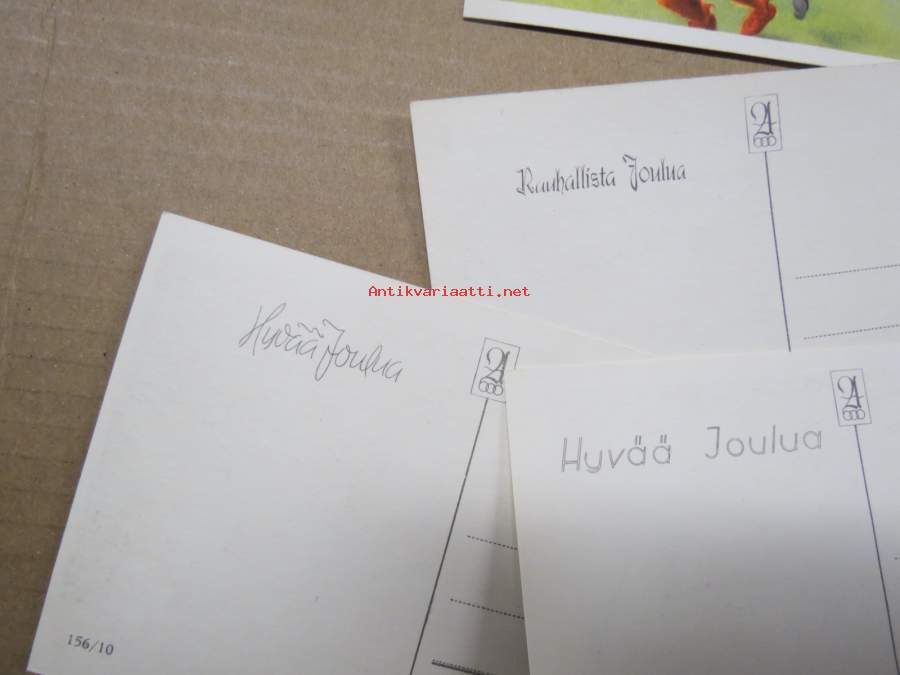 Rauhallista Joulua
Antikvariaatti.net
Hyvää Joulua
Hyvää Joulua
156/10